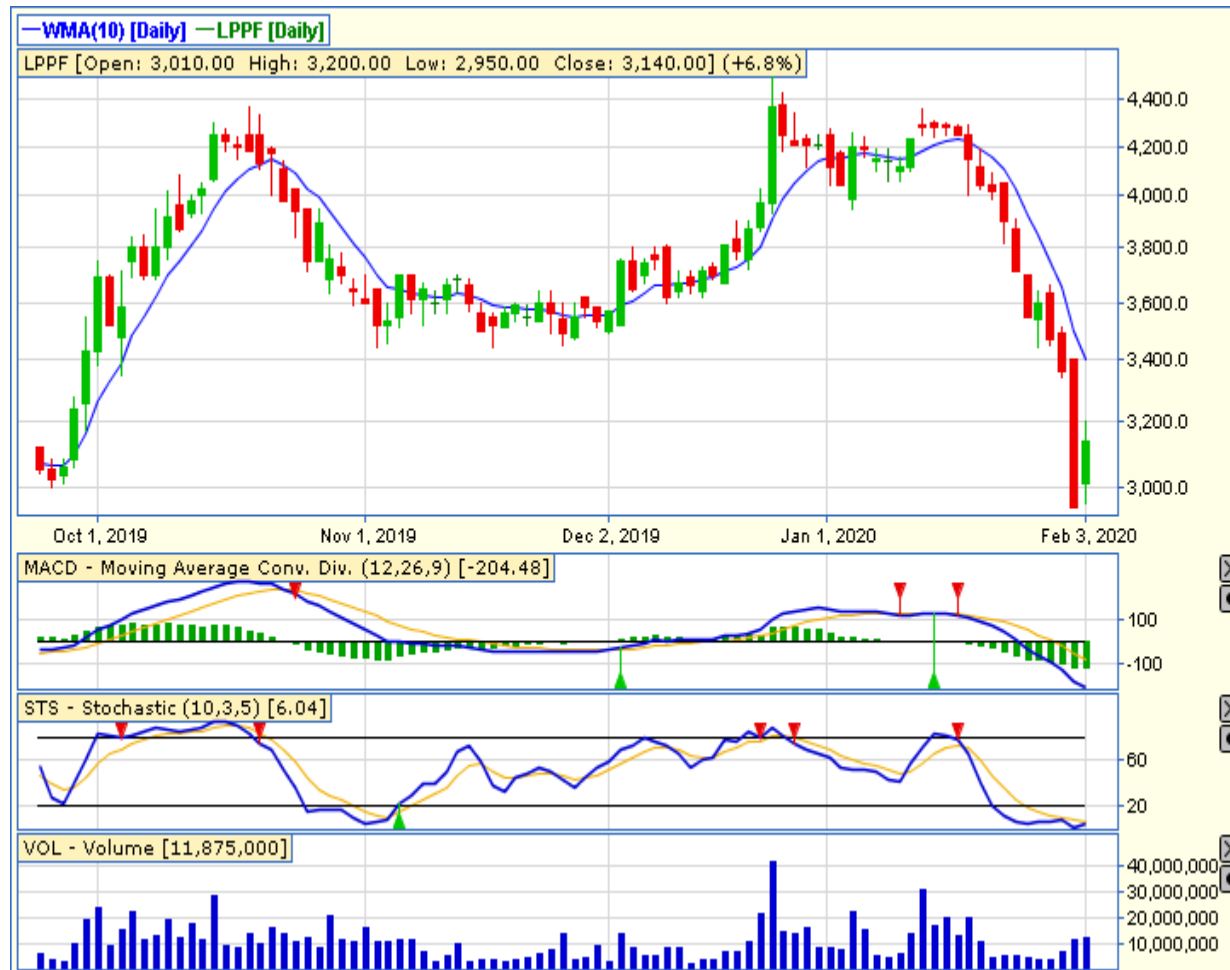 WMA(10) [Daily] LPPF [Daily]
LPPF [Open: 3,010.00 High: 3,200.00 Low: 2,950.00 Close: 3,140.00] (+6.8%)
4,400.0
4,200.0
4,000.0
3,800.0
3,600.0
3,400.0
3,200.0
3,000.0
Oct 1, 2019 Nov 1, 2019 Dec 2, 2019 Jan 1, 2020 Feb 3, 2020
MACD - Moving Average Conv. Div. (12,26,9) [-204.48]
100
-100
STS - Stochastic (10,3,5) [6.04]
60
20
VOL - Volume [11,875,000]
40,000,000
30,000,000
20,000,000
10,000,000